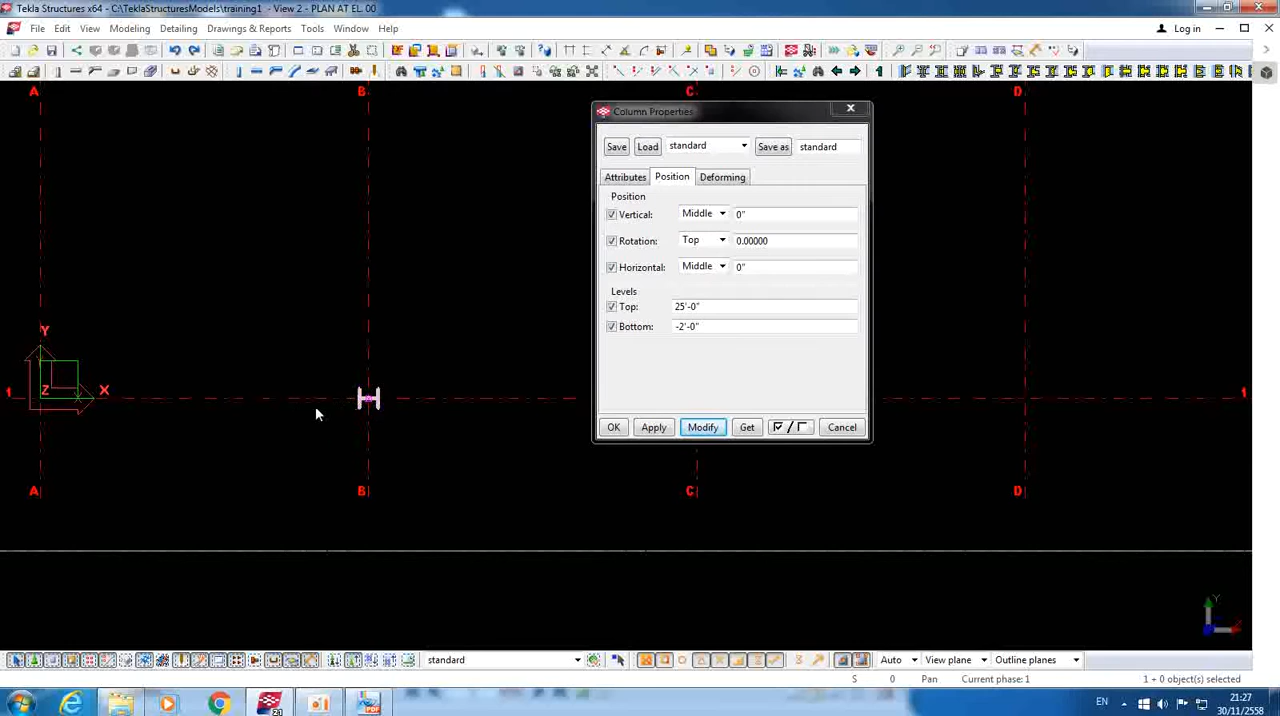 Tekla Structures x64 - C:\TeklaStructuresModels\training1 - View 2 - PLAN AT EL 00
File Edit View Modeling Detailing Drawings & Reports Tools Window Help Log in
A B C D
Column Properties
Save Load standard Save as standard
Attributes Position Deforming
Position
Vertical: Middle 0"
Rotation: Top 0.00000
Horizontal: Middle 0"
Levels
Top: 25'-0"
Bottom: -2'-0"
OK Apply Modify Get / Cancel
Y
Z X
1 1
A B C D
Y
standard Auto View plane Outline planes
S 0 Pan Current phase: 1 1 + 0 object(s) selected
EN 21:27
30/11/2558